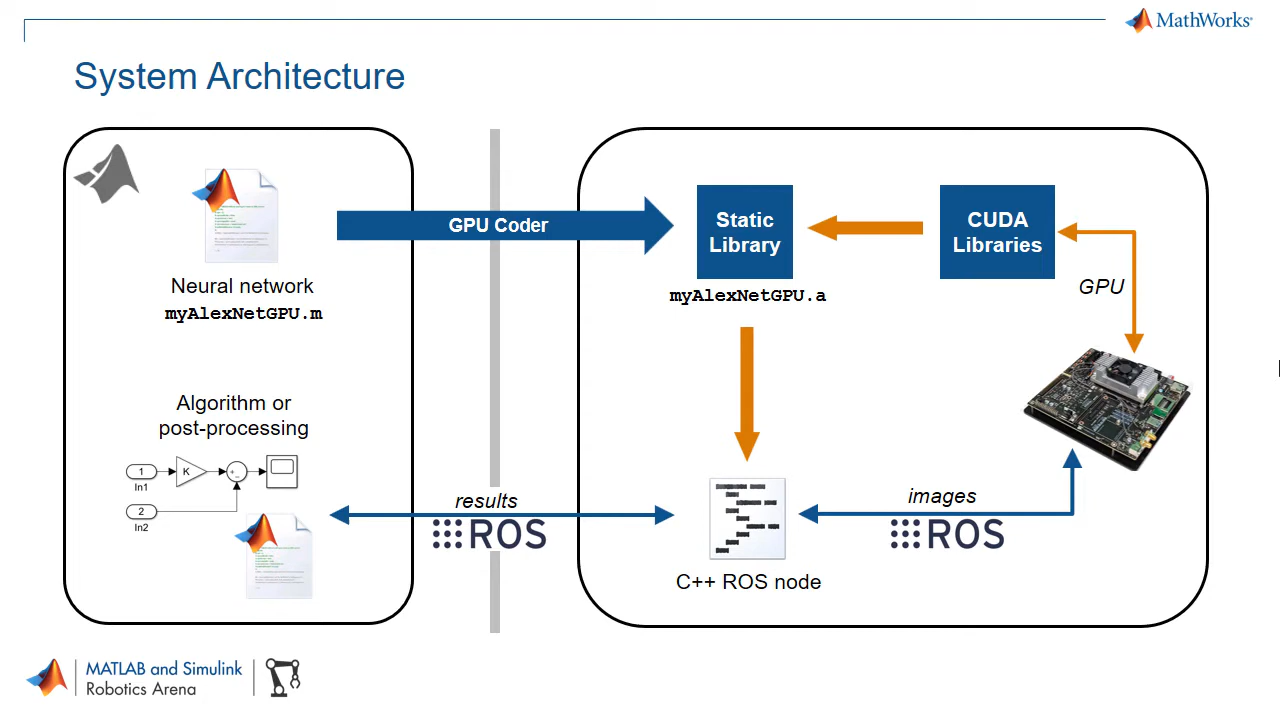 MathWorks®
System Architecture
Neural network
myAlexNetGPU.m
GPU Coder
Static
Library
myAlexNetGPU.a
CUDA
Libraries
GPU
Algorithm or
post-processing
1
In1
K
+
-
2
In2
results
ROS
C++ ROS node
images
ROS
MATLAB and Simulink
Robotics Arena